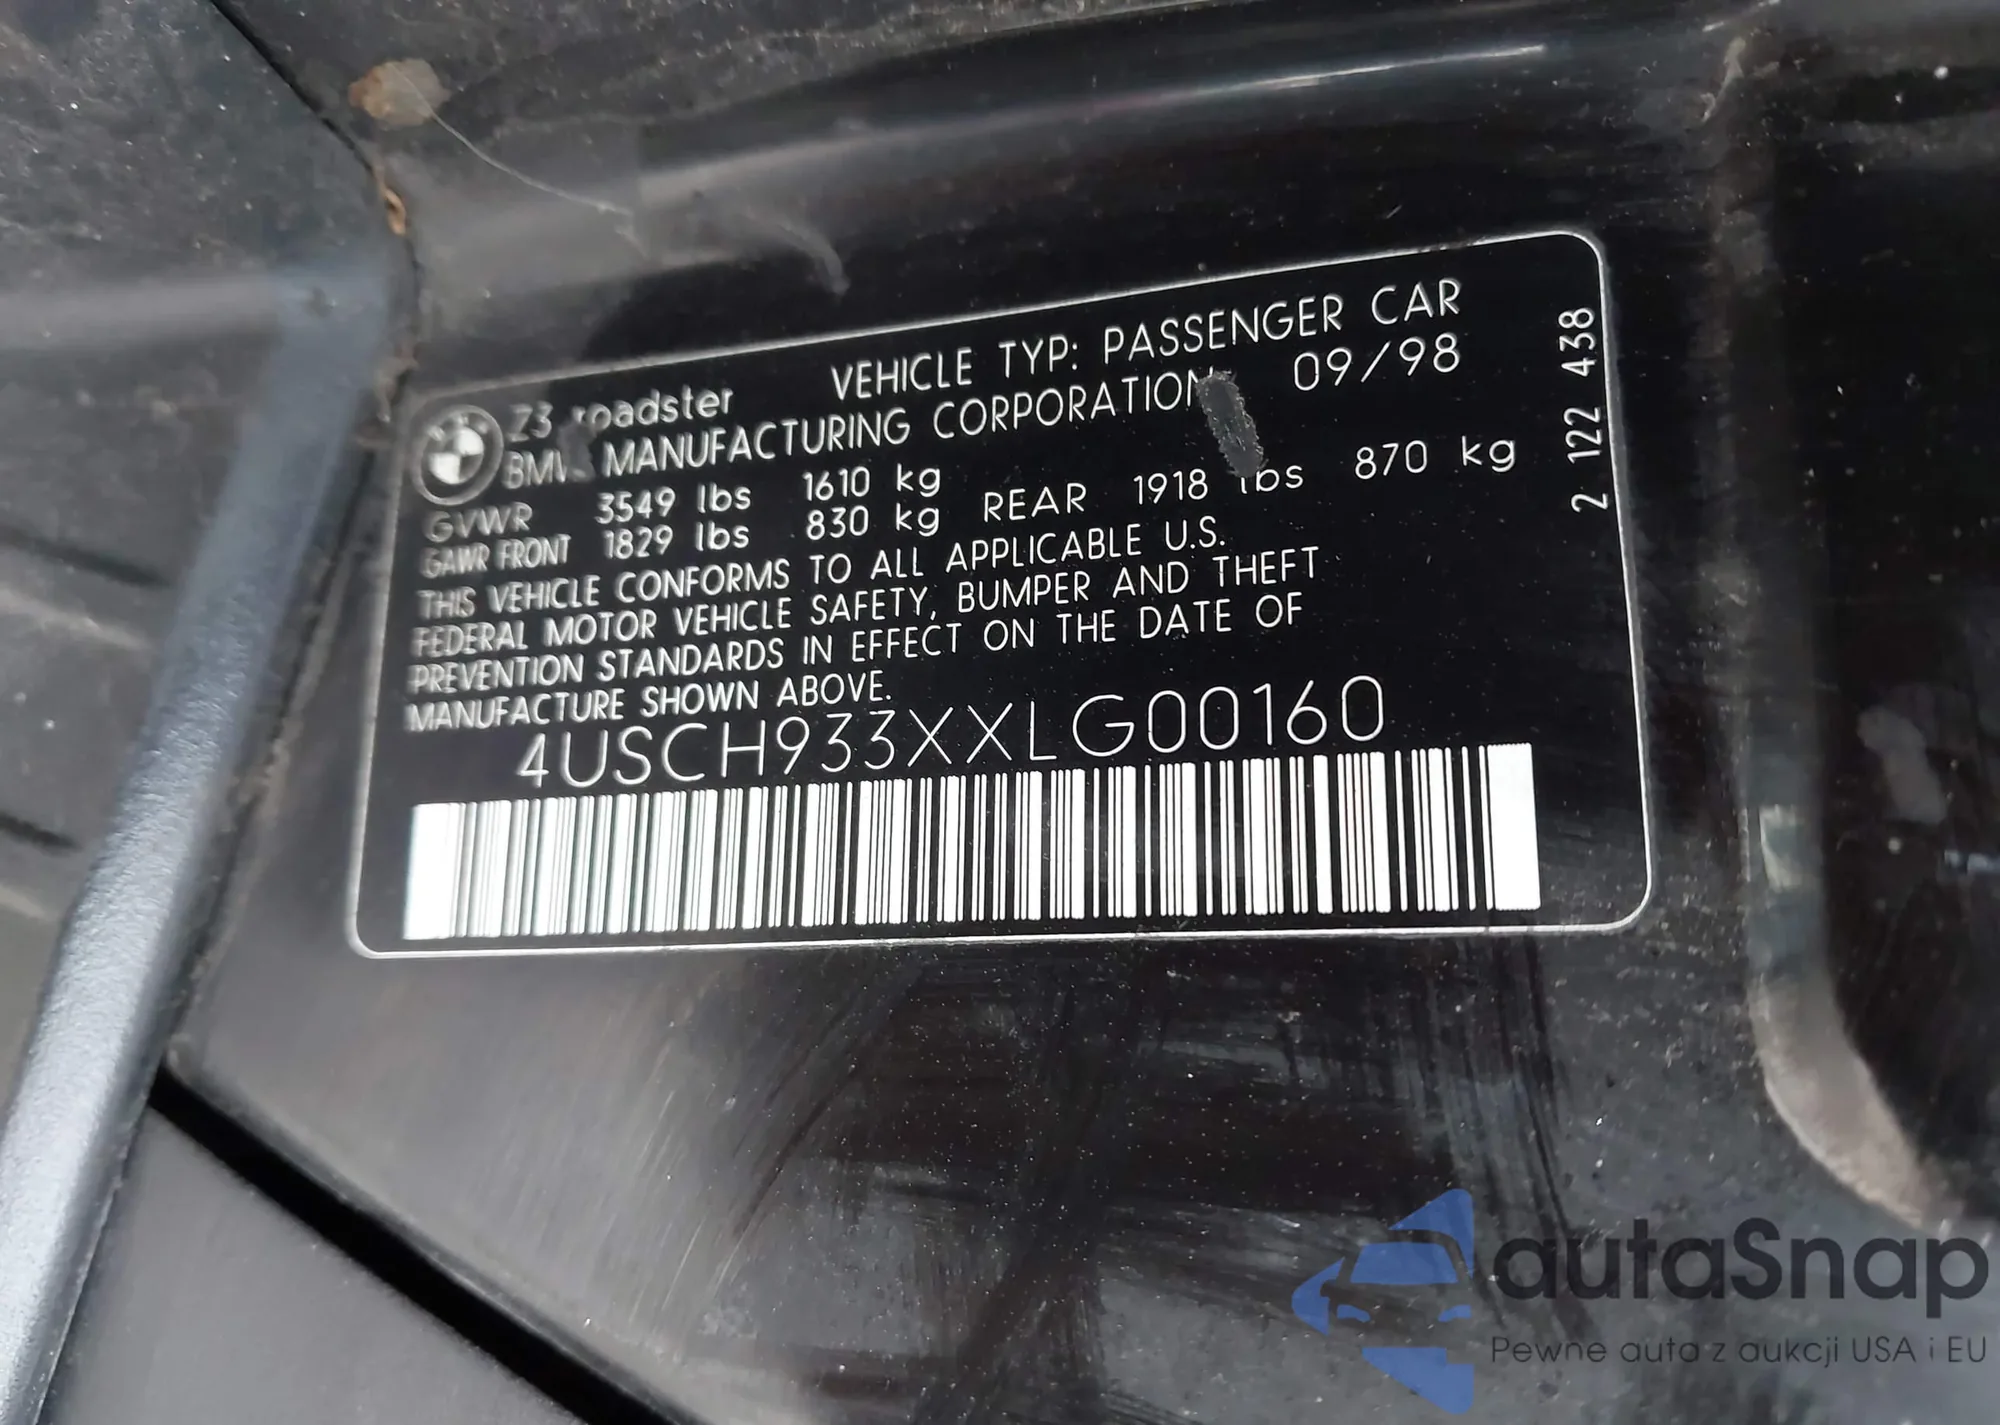 VEHICLE TYP: PASSENGER CAR
Z3 roadster
BMW MANUFACTURING CORPORATION 09/98
GVWR 3549 lbs 1610 kg
GAWR FRONT 1829 lbs 830 kg REAR 1918 lbs 870 kg
THIS VEHICLE CONFORMS TO ALL APPLICABLE U.S.
FEDERAL MOTOR VEHICLE SAFETY, BUMPER AND THEFT
PREVENTION STANDARDS IN EFFECT ON THE DATE OF
MANUFACTURE SHOWN ABOVE.
4USCH933XXLG00160
2 122 438
autaSnap
Pewne auta z aukcji USA i EU